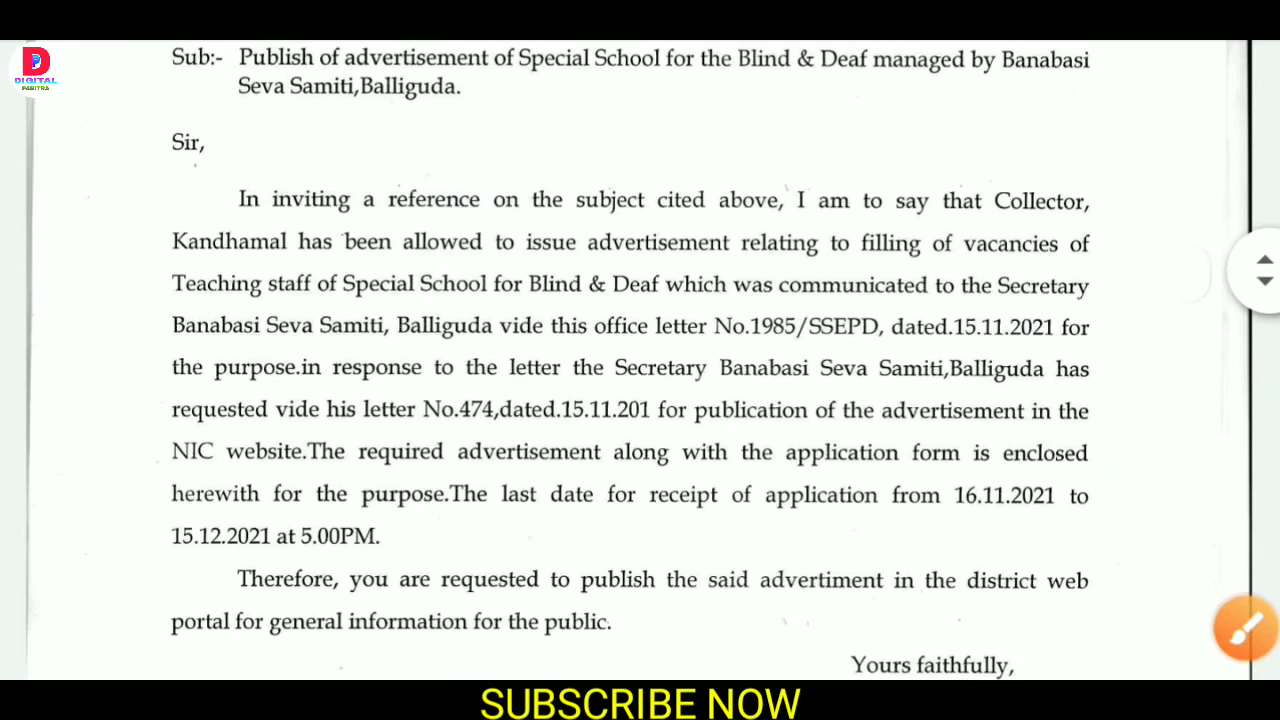 DIGITAL
PABITRA
Sub:- Publish of advertisement of Special School for the Blind & Deaf managed by Banabasi
Seva Samiti,Balliguda.
Sir,
In inviting a reference on the subject cited above, I am to say that Collector,
Kandhamal has been allowed to issue advertisement relating to filling of vacancies of
Teaching staff of Special School for Blind & Deaf which was communicated to the Secretary
Banabasi Seva Samiti, Balliguda vide this office letter No.1985/SSEPD, dated.15.11.2021 for
the purpose.in response to the letter the Secretary Banabasi Seva Samiti,Balliguda has
requested vide his letter No.474,dated.15.11.201 for publication of the advertisement in the
NIC website.The required advertisement along with the application form is enclosed
herewith for the purpose.The last date for receipt of application from 16.11.2021 to
15.12.2021 at 5.00PM.
Therefore, you are requested to publish the said advertiment in the district web
portal for general information for the public.
Yours faithfully,
SUBSCRIBE NOW